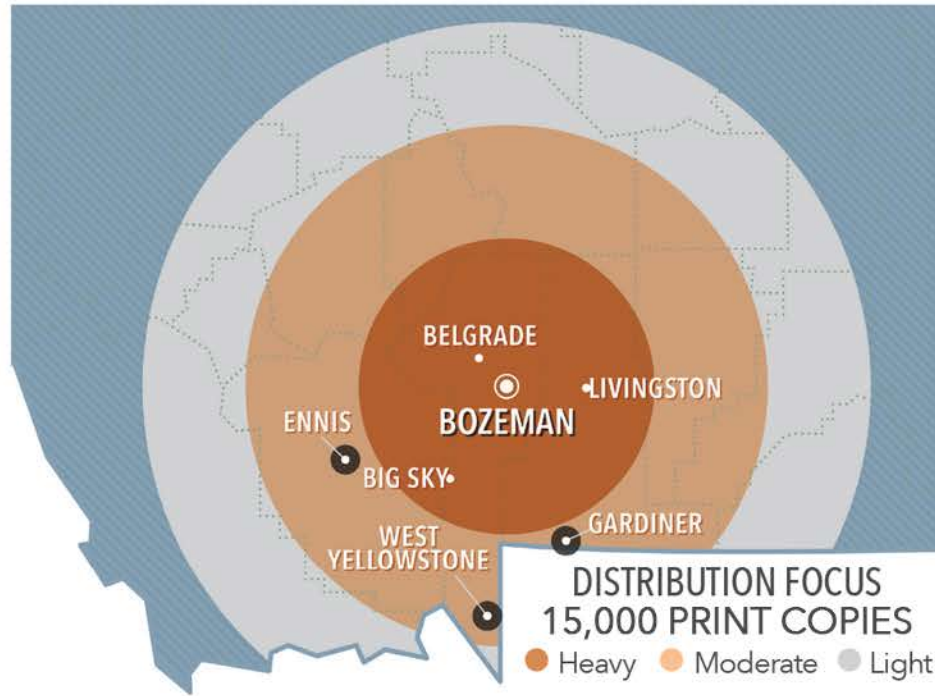 BELGRADE
LIVINGSTON
BOZEMAN
ENNIS
BIG SKY
GARDINER
WEST
YELLOWSTONE
DISTRIBUTION FOCUS
15,000 PRINT COPIES
Heavy Moderate Light